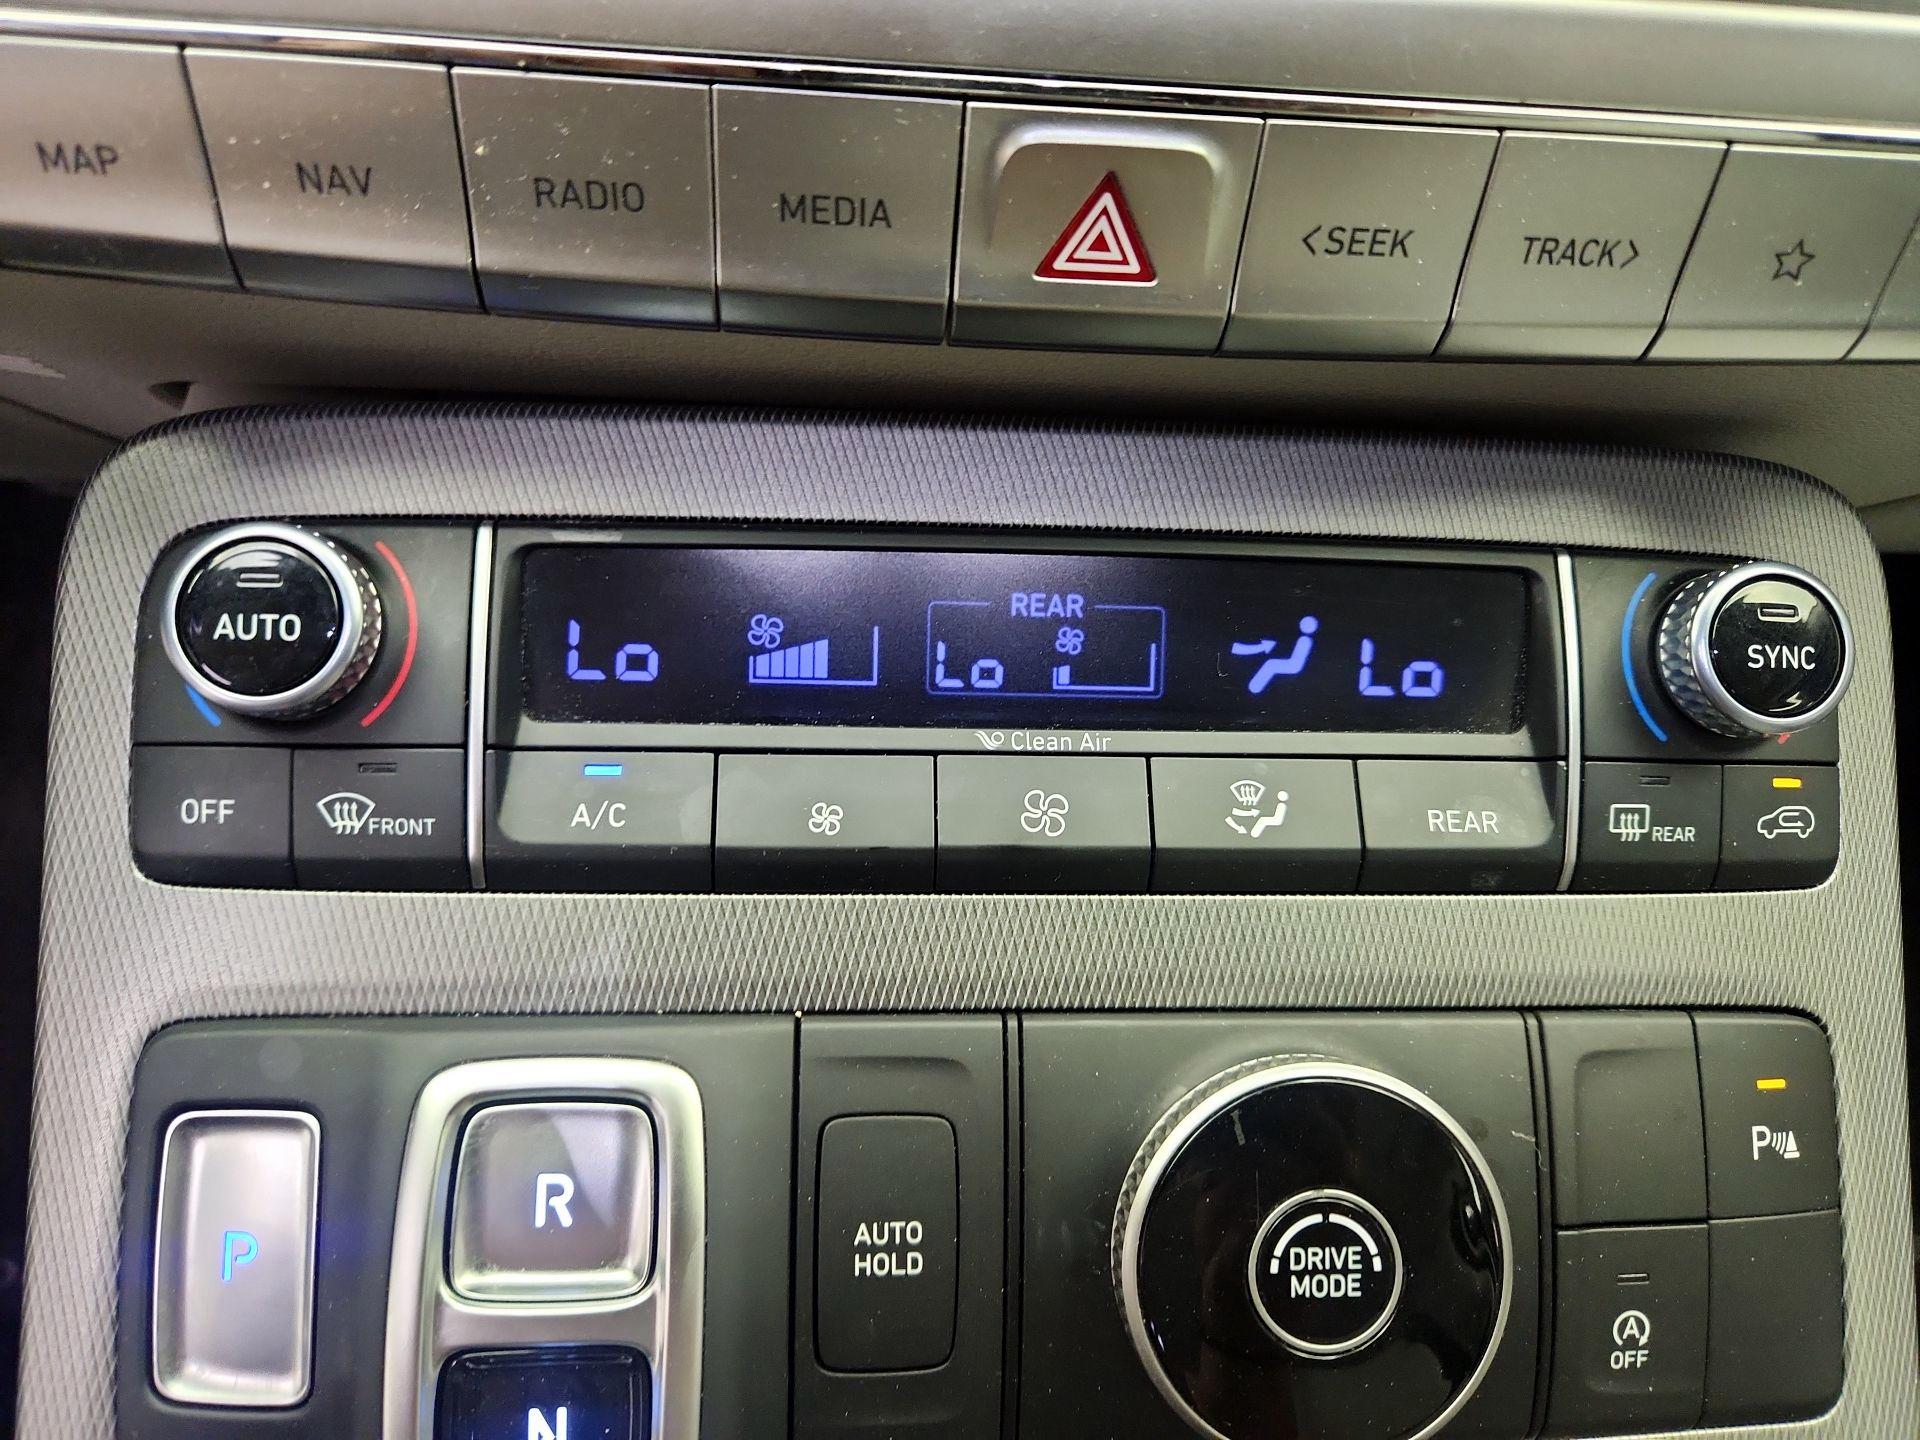 MAP
NAV
RADIO
MEDIA
<SEEK
TRACK>
AUTO
Lo
REAR
Lo
Lo
SYNC
Clean Air
OFF
FRONT
A/C
REAR
REAR
P
R
N
AUTO
HOLD
DRIVE
MODE
P
A
OFF